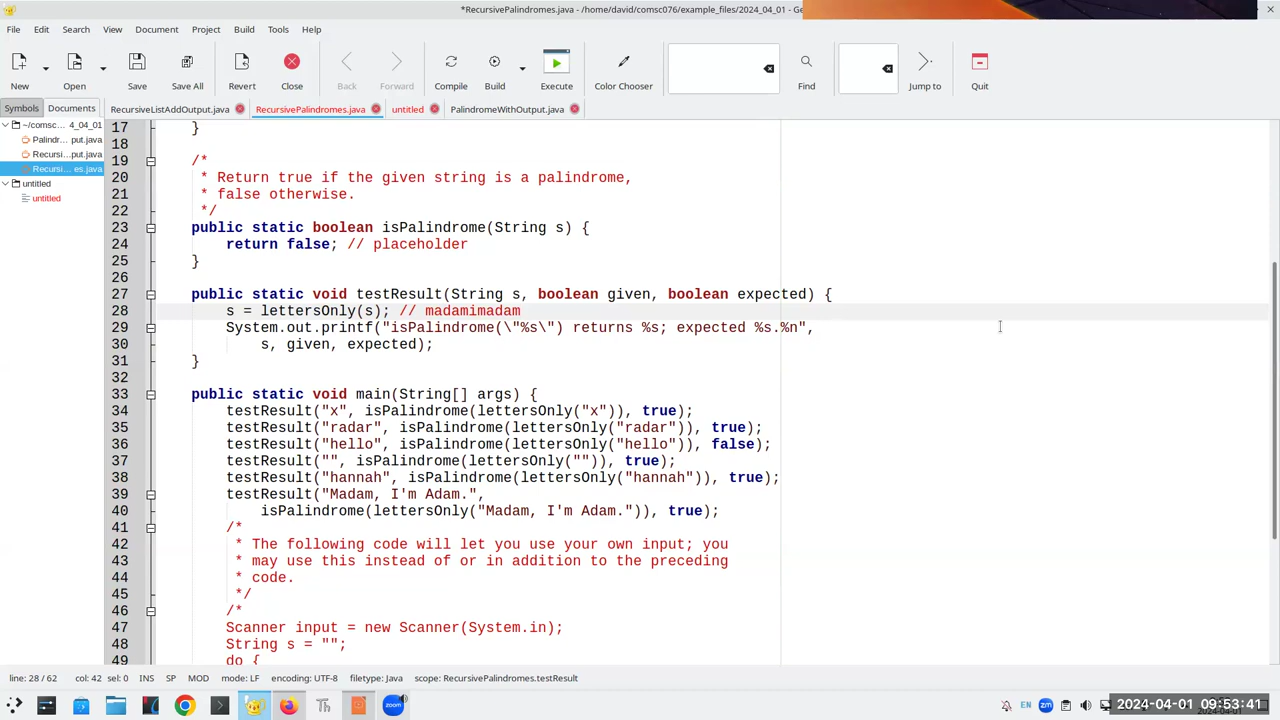 *RecursivePalindromes.java - /home/david/comsc076/example_files/2024_04_01 - Ge
File Edit Search View Document Project Build Tools Help
New Open Save Save All Revert Close Back Forward Compile Build Execute Color Chooser Find Jump to Quit
Symbols Documents RecursiveListAddOutput.java RecursivePalindromes.java untitled PalindromeWithOutput.java
~/comsc... 4_04_01
Palindr... put.java
Recursi...put.java
Recursi... es.java
untitled
untitled
17 }
18
19 /*
20 * Return true if the given string is a palindrome,
21 * false otherwise.
22 */
23 public static boolean isPalindrome(String s) {
24 return false; // placeholder
25 }
26
27 public static void testResult(String s, boolean given, boolean expected) {
28 s = lettersOnly(s); // madamimadam
29 System.out.printf("isPalindrome(\"%s\") returns %s; expected %s.%n",
30 s, given, expected);
31 }
32
33 public static void main(String[] args) {
34 testResult("x", isPalindrome(lettersOnly("x")), true);
35 testResult("radar", isPalindrome(lettersOnly("radar")), true);
36 testResult("hello", isPalindrome(lettersOnly("hello")), false);
37 testResult("", isPalindrome(lettersOnly("")), true);
38 testResult("hannah", isPalindrome(lettersOnly("hannah")), true);
39 testResult("Madam, I'm Adam.",
40 isPalindrome(lettersOnly("Madam, I'm Adam.")), true);
41 /*
42 * The following code will let you use your own input; you
43 * may use this instead of or in addition to the preceding
44 * code.
45 */
46 /*
47 Scanner input = new Scanner(System.in);
48 String s = "";
49 do {
line: 28 / 62 col: 42 sel: 0 INS SP MOD mode: LF encoding: UTF-8 filetype: Java scope: RecursivePalindromes.testResult
Th zoom EN zm 2024-04-01 09:53:41